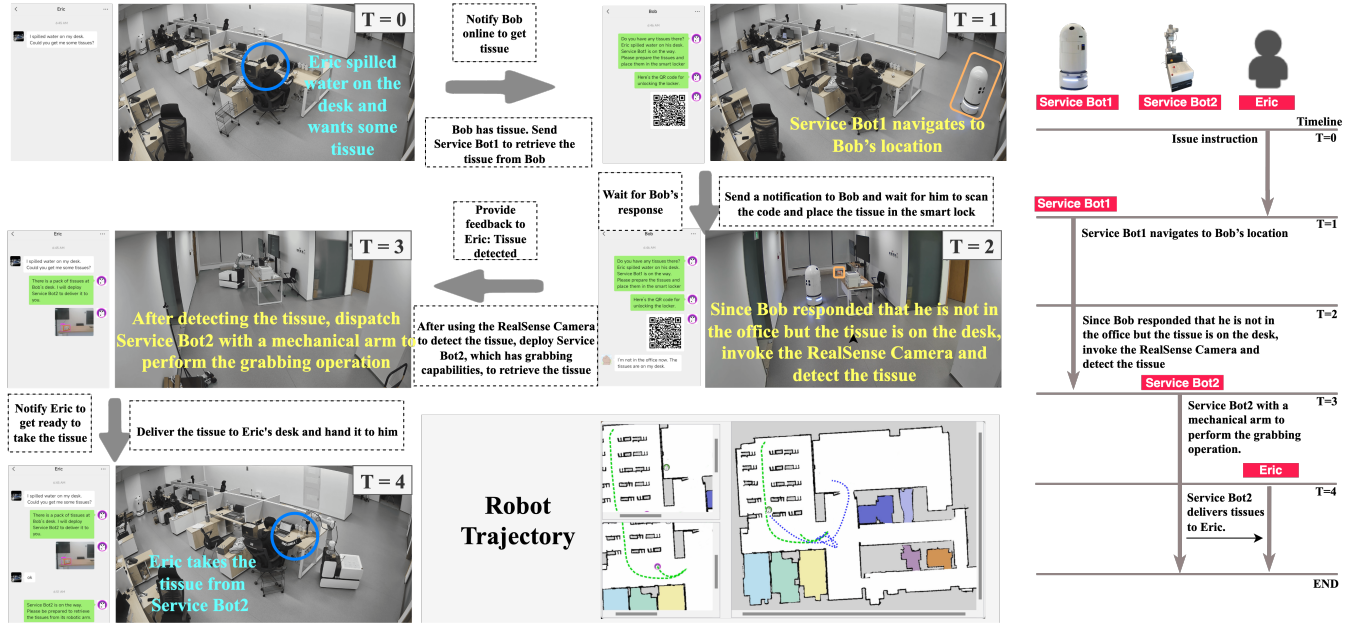 Eric
I spilled water on my desk.
Could you get me some tissues?
T = 0
Eric spilled
water on the
desk and
wants some
tissue
Notify Bob
online to get
tissue
Bob has tissue. Send
Service Bot1 to retrieve the
tissue from Bob
Bob
Do you have any tissues there?
Eric spilled water on his desk.
Service Bot1 is on the way.
Please prepare the tissues and
place them in the smart locker
Here's the QR code for
unlocking the locker.
T = 1
Service Bot1 navigates to
Bob's location
Wait for Bob's
response
Send a notification to Bob and wait for him to scan
the code and place the tissue in the smart lock
Bob
Do you have any tissues there?
Eric spilled water on his desk.
Service Bot1 is on the way.
Please prepare the tissues and
place them in the smart locker
Here's the QR code for
unlocking the locker.
I'm not in the office now. The
tissues are on my desk.
T = 2
Since Bob responded that he is not in
the office but the tissue is on the desk,
invoke the RealSense Camera and
detect the tissue
Provide
feedback to
Eric: Tissue
detected
After using the RealSense Camera
to detect the tissue, deploy Service
Bot2, which has grabbing
capabilities, to retrieve the tissue
Eric
I spilled water on my desk.
Could you get me some tissues?
There is a pack of tissues at
Bob's desk. I will deploy
Service Bot2 to deliver it to
you.
T = 3
After detecting the tissue, dispatch
Service Bot2 with a mechanical arm to
perform the grabbing operation
Notify Eric to
get ready to
take the tissue
Deliver the tissue to Eric's desk and hand it to him
Eric
I spilled water on my desk.
Could you get me some tissues?
There is a pack of tissues at
Bob's desk. I will deploy
Service Bot2 to deliver it to
you.
ok
Service Bot2 is on the way.
Please be prepared to retrieve
the tissues from its robotic arm
T = 4
Eric takes the
tissue from
Service Bot2
Robot
Trajectory
Service Bot1
Service Bot2
Eric
Timeline
Issue instruction
T=0
Service Bot1
T=1
Service Bot1 navigates to Bob's location
T=2
Since Bob responded that he is not in
the office but the tissue is on the desk,
invoke the RealSense Camera and
detect the tissue
Service Bot2
T=3
Service Bot2 with a
mechanical arm to
perform the grabbing
operation.
Eric
T=4
Service Bot2
delivers tissues
to Eric.
END